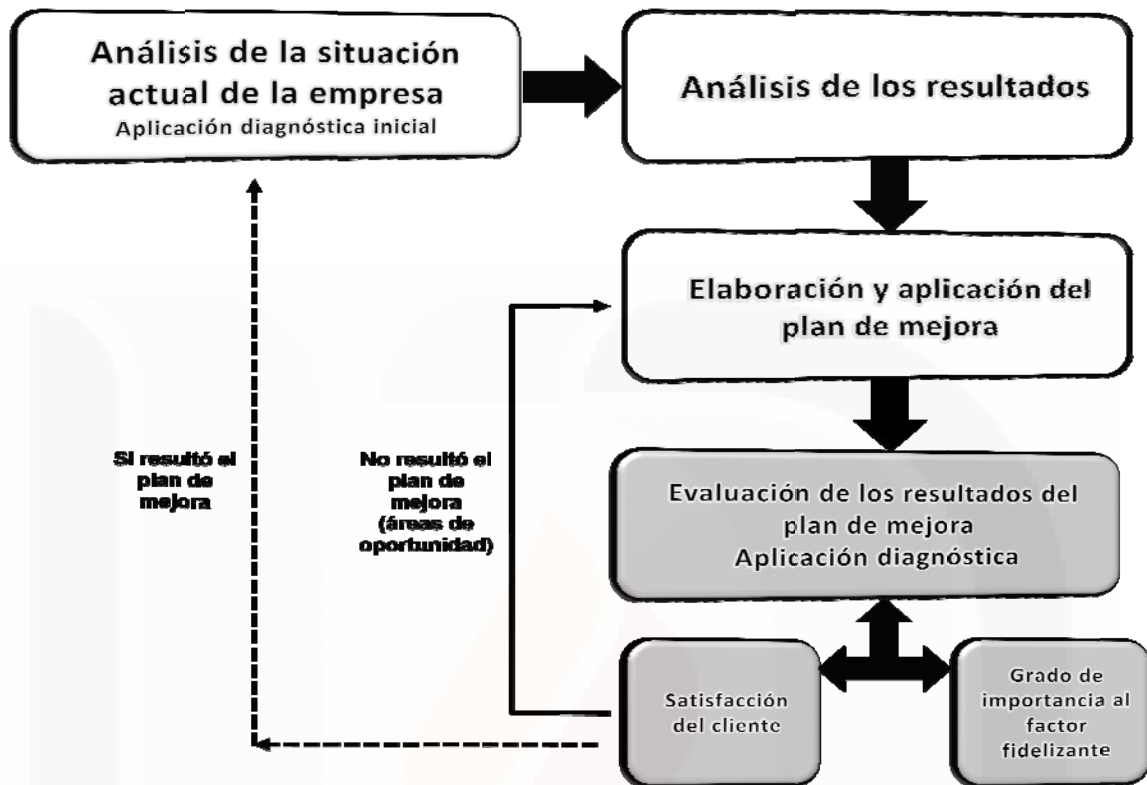 Análisis de la situación
actual de la empresa
Aplicación diagnóstica inicial
Análisis de los resultados
Elaboración y aplicación del
plan de mejora
Si resultó el
plan de
mejora
No resultó el
plan de
mejora
(áreas de
oportunidad)
Evaluación de los resultados del
plan de mejora
Aplicación diagnóstica
Satisfacción
del cliente
Grado de
importancia al
factor
fidelizante